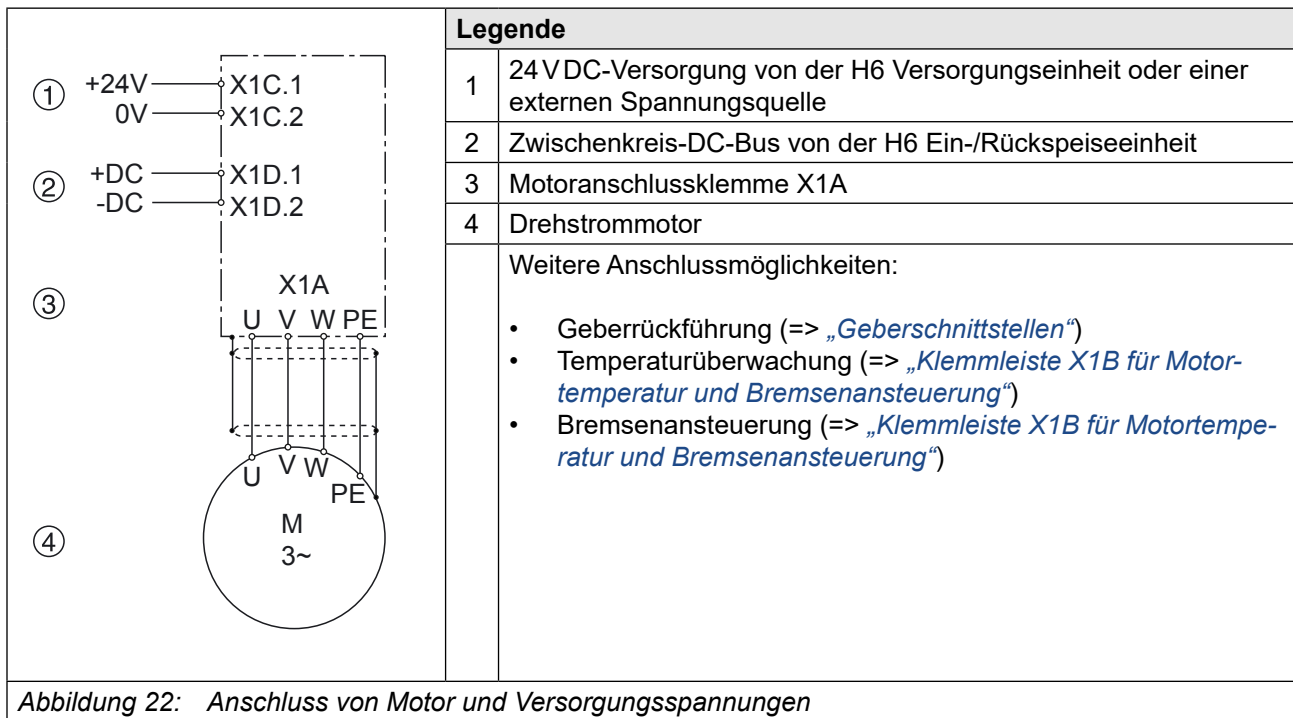 ① +24V X1C.1
0V X1C.2
② +DC X1D.1
-DC X1D.2
③ X1A
U V W PE
U V W
PE
④ M
3~
Legende
1 24 V DC-Versorgung von der H6 Versorgungseinheit oder einer
externen Spannungsquelle
2 Zwischenkreis-DC-Bus von der H6 Ein-/Rückspeiseeinheit
3 Motoranschlussklemme X1A
4 Drehstrommotor
Weitere Anschlussmöglichkeiten:
• Geberrückführung (=> „Geberschnittstellen“)
• Temperaturüberwachung (=> „Klemmleiste X1B für Motor-
temperatur und Bremsenansteuerung“)
• Bremsenansteuerung (=> „Klemmleiste X1B für Motortempe-
ratur und Bremsenansteuerung“)
Abbildung 22: Anschluss von Motor und Versorgungsspannungen